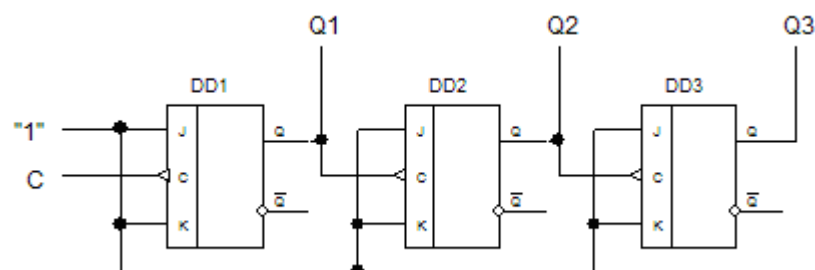 Q1 Q2 Q3
DD1 DD2 DD3
"1" J Q J Q J Q
C C C C
K Q̅ K Q̅ K Q̅